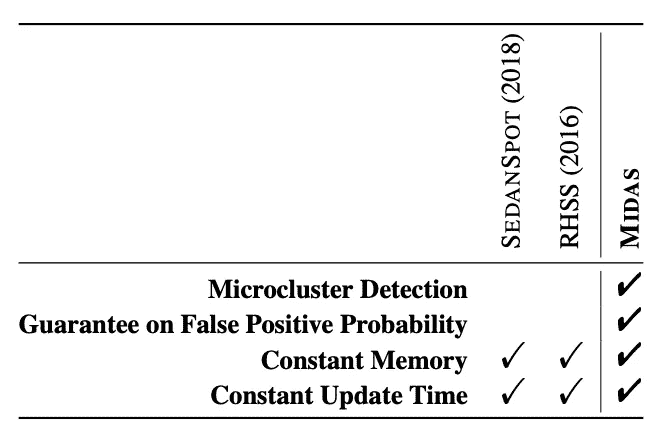 SEDANSPOT (2018)
RHSS (2016)
MIDAS
Microcluster Detection ✔
Guarantee on False Positive Probability ✔
Constant Memory ✓ ✓ ✔
Constant Update Time ✓ ✓ ✔